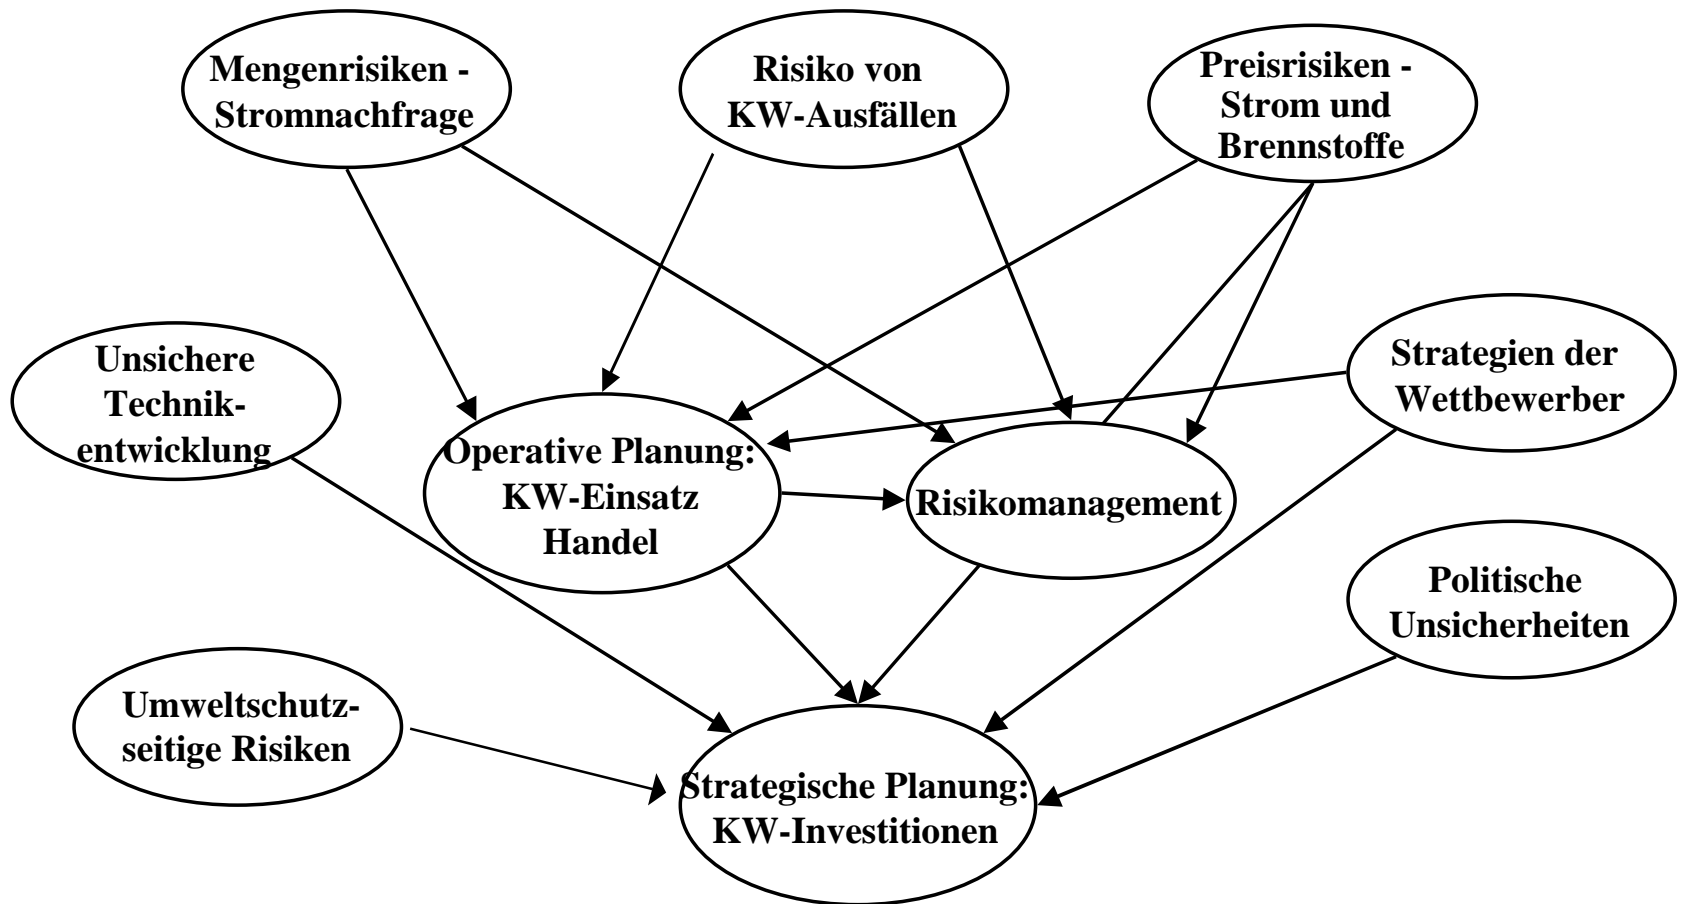 Mengenrisiken -
Stromnachfrage
Risiko von
KW-Ausfällen
Preisrisiken -
Strom und
Brennstoffe
Unsichere
Technik-
entwicklung
Strategien der
Wettbewerber
Operative Planung:
KW-Einsatz
Handel
Risikomanagement
Politische
Unsicherheiten
Umweltschutz-
seitige Risiken
Strategische Planung:
KW-Investitionen